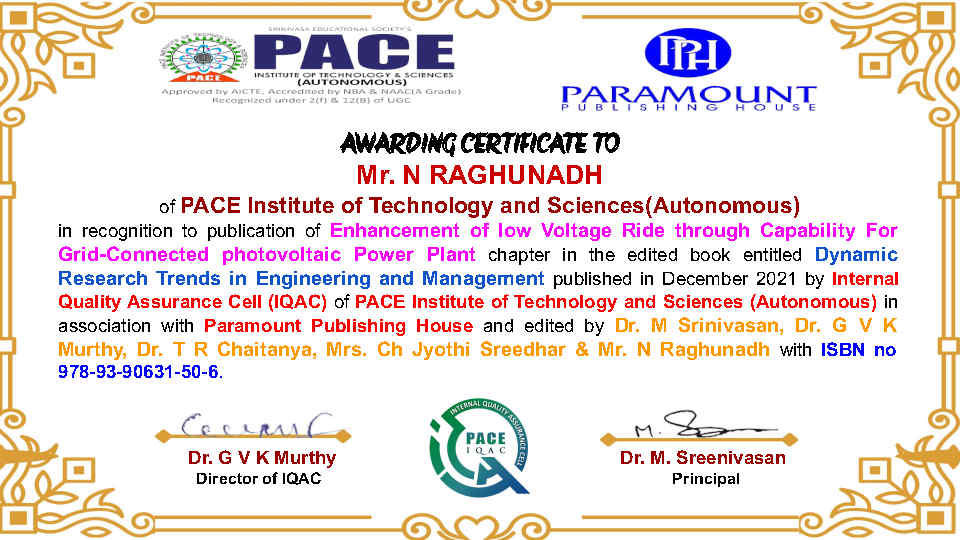 SRINIVASA EDUCATIONAL SOCIETY'S
PACE
INSTITUTE OF TECHNOLOGY & SCIENCES
(AUTONOMOUS)
Approved by AICTE, Accredited by NBA & NAAC(A Grade)
Recognized under 2(f) & 12(B) of UGC
PACE
PH
PARAMOUNT
PUBLISHING HOUSE
AWARDING CERTIFICATE TO
Mr. N RAGHUNADH
of PACE Institute of Technology and Sciences(Autonomous)
in recognition to publication of Enhancement of low Voltage Ride through Capability For
Grid-Connected photovoltaic Power Plant chapter in the edited book entitled Dynamic
Research Trends in Engineering and Management published in December 2021 by Internal
Quality Assurance Cell (IQAC) of PACE Institute of Technology and Sciences (Autonomous) in
association with Paramount Publishing House and edited by Dr. M Srinivasan, Dr. G V K
Murthy, Dr. T R Chaitanya, Mrs. Ch Jyothi Sreedhar & Mr. N Raghunadh with ISBN no
978-93-90631-50-6.
INTERNAL QUALITY ASSURANCE CELL
PACE
IQAC
Dr. G V K Murthy
Director of IQAC
Dr. M. Sreenivasan
Principal